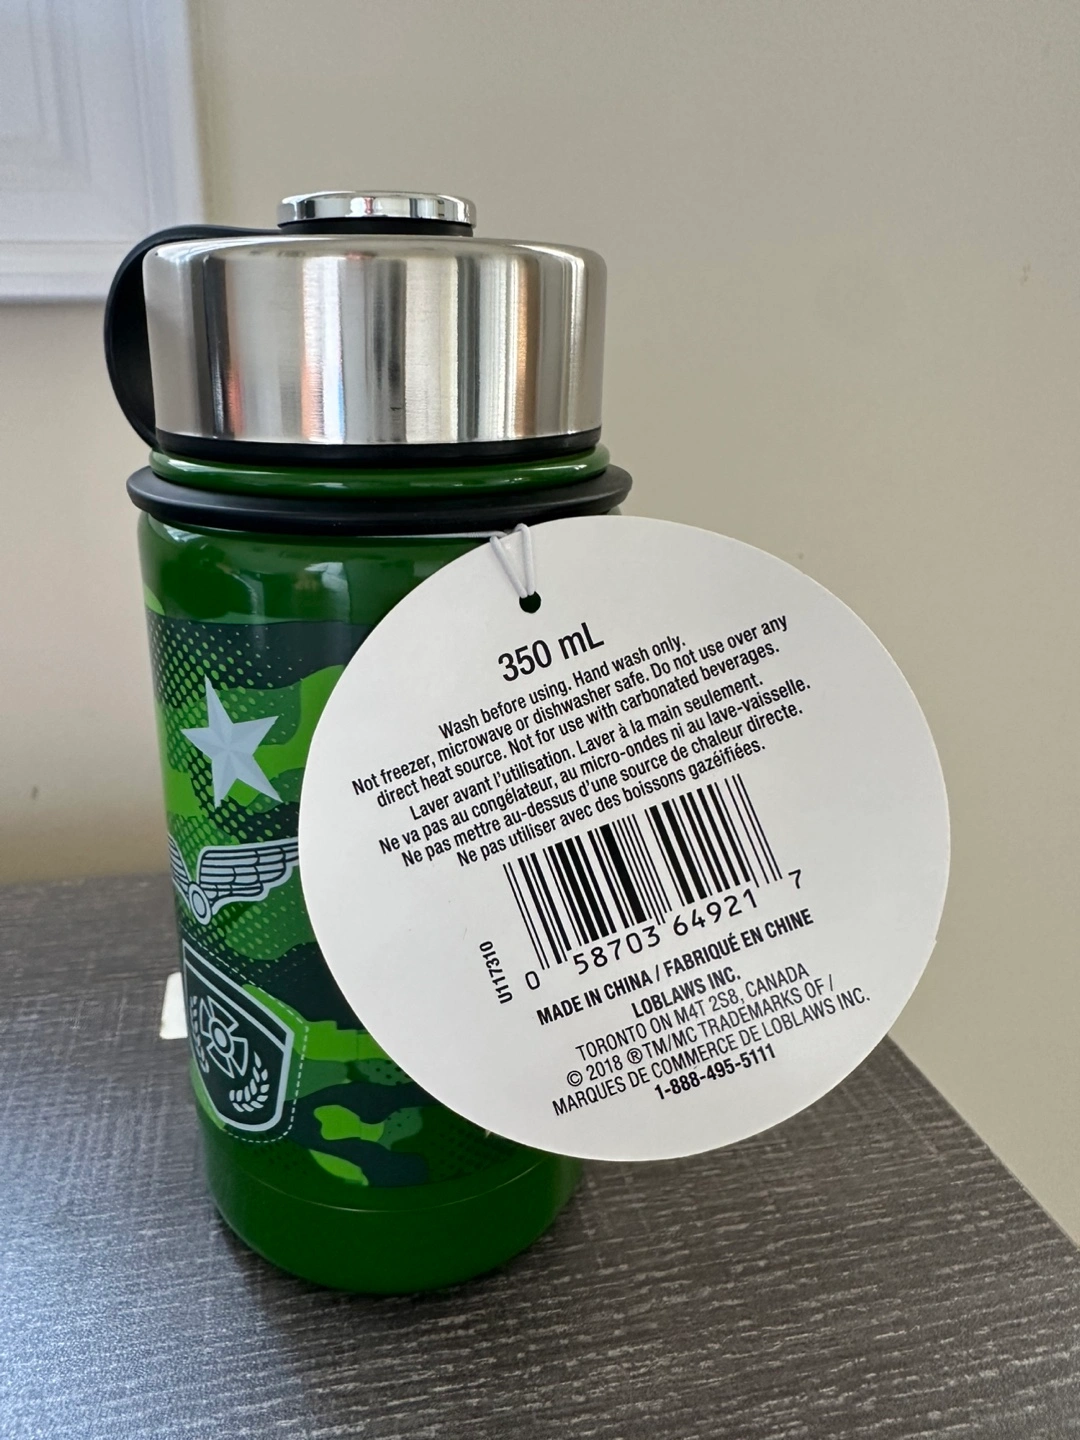 350 mL
Wash before using. Hand wash only.
Not freezer, microwave or dishwasher safe. Do not use over any
direct heat source. Not for use with carbonated beverages.
Laver avant l'utilisation. Laver à la main seulement.
Ne va pas au congélateur, au micro-ondes ni au lave-vaisselle.
Ne pas mettre au-dessus d'une source de chaleur directe.
Ne pas utiliser avec des boissons gazéifiées.
U117310
0 58703 64921 7
MADE IN CHINA / FABRIQUÉ EN CHINE
LOBLAWS INC.
TORONTO ON M4T 2S8, CANADA
© 2018 ®TM/MC TRADEMARKS OF /
MARQUES DE COMMERCE DE LOBLAWS INC.
1-888-495-5111